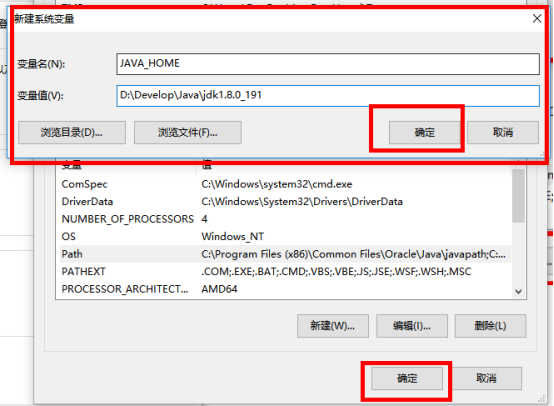 新建系统变量
变量名(N): JAVA_HOME
变量值(V): D:\Develop\Java\jdk1.8.0_191
浏览目录(D)... 浏览文件(F)... 确定 取消
变量 值
ComSpec C:\Windows\system32\cmd.exe
DriverData C:\Windows\System32\Drivers\DriverData
NUMBER_OF_PROCESSORS 4
OS Windows_NT
Path C:\Program Files (x86)\Common Files\Oracle\Java\javapath;C:...
PATHEXT .COM;.EXE;.BAT;.CMD;.VBS;.VBE;.JS;.JSE;.WSF;.WSH;.MSC
PROCESSOR_ARCHITECT... AMD64
新建(W)... 编辑(I)... 删除(L)
确定 取消